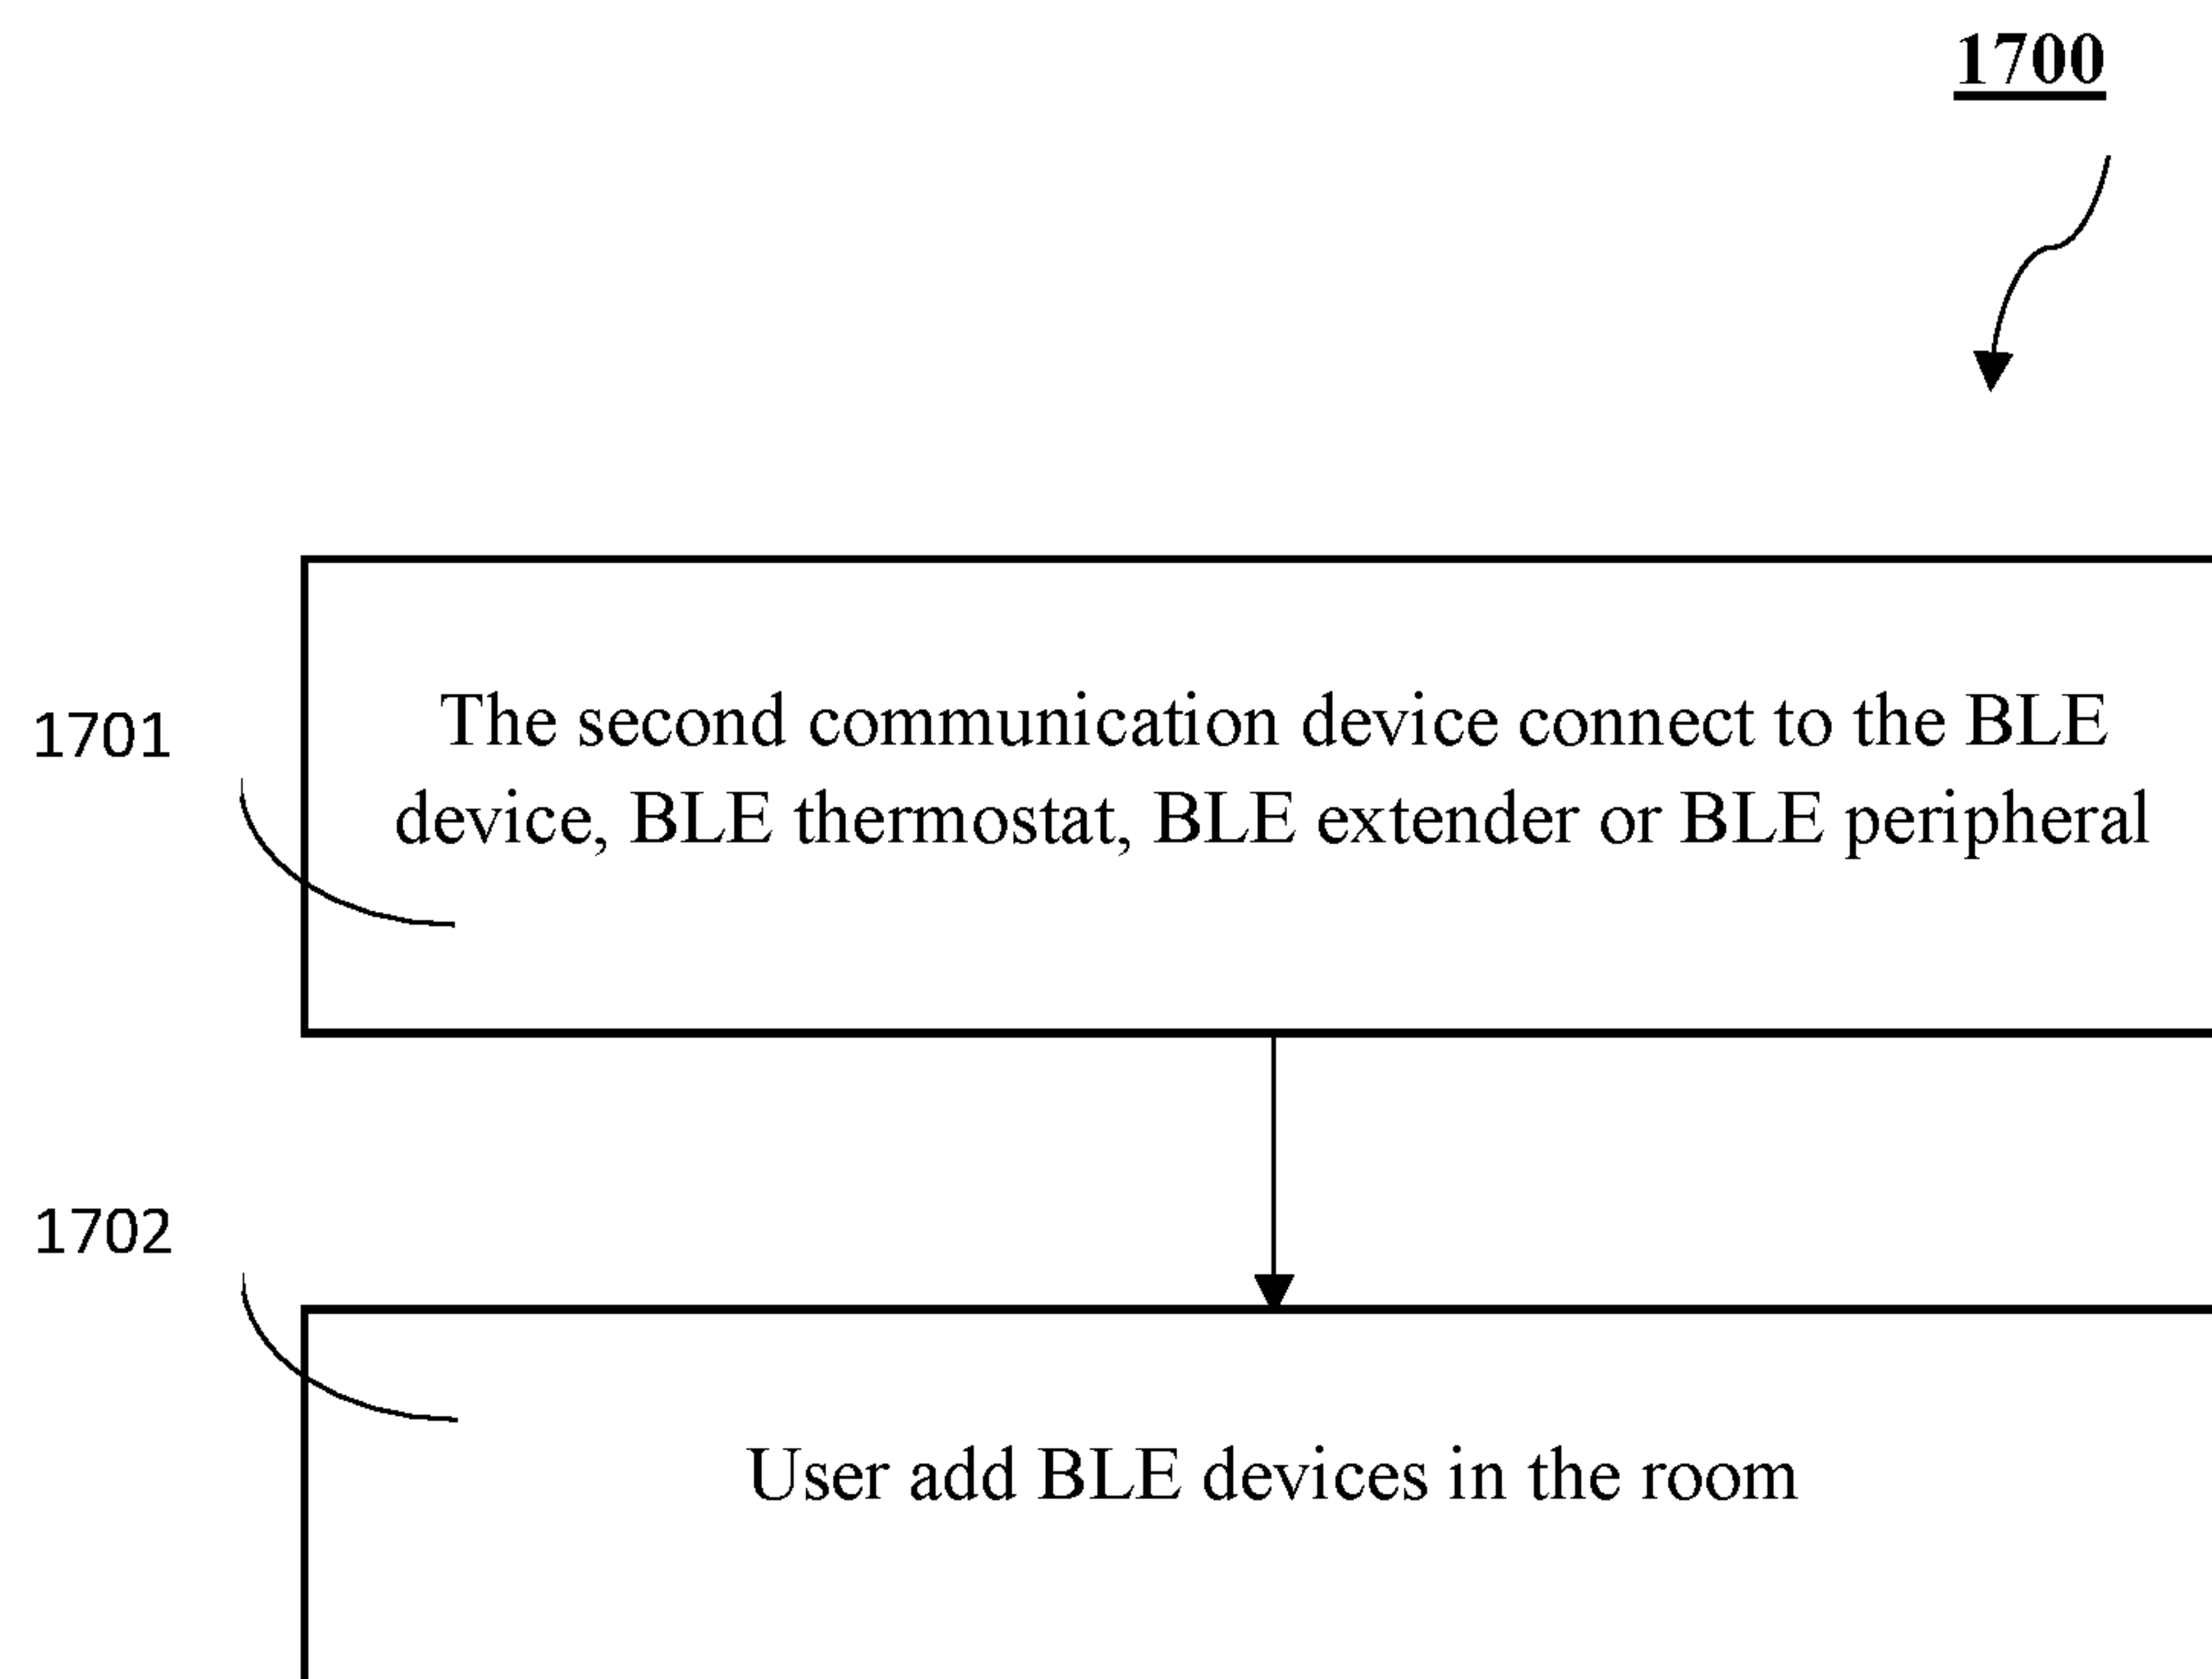 1700
1701
The second communication device connect to the BLE
device, BLE thermostat, BLE extender or BLE peripheral
1702
User add BLE devices in the room